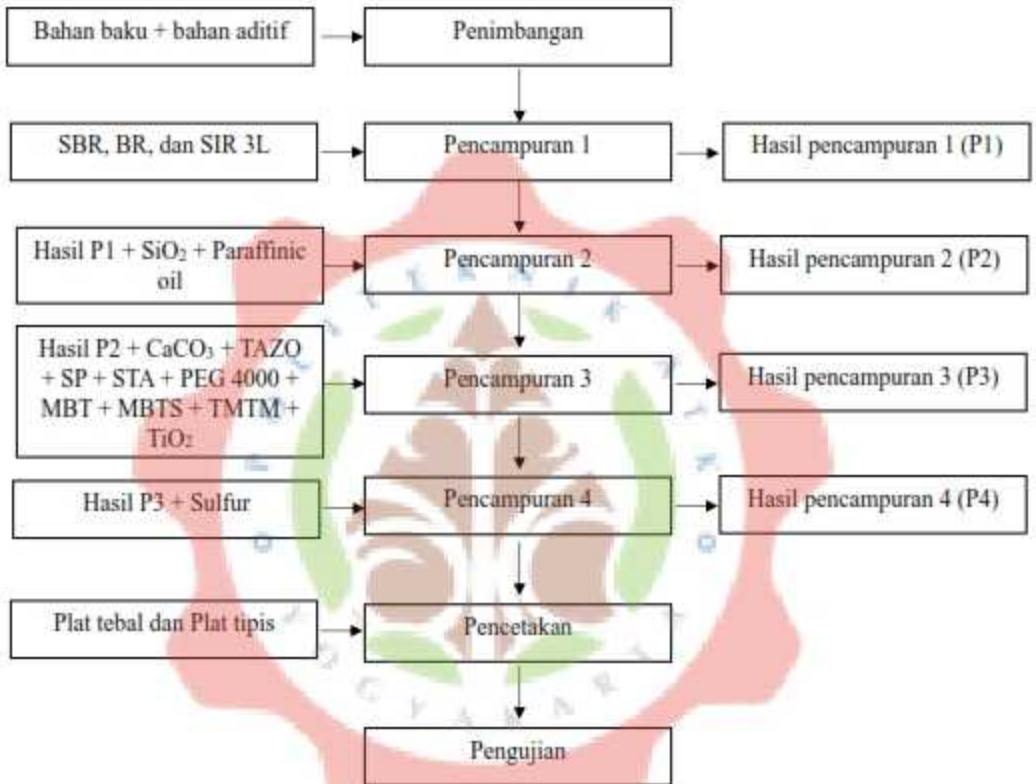 Bahan baku + bahan aditif
Penimbangan
SBR, BR, dan SIR 3L
Pencampuran 1
Hasil pencampuran 1 (P1)
Hasil P1 + SiO₂ + Paraffinic
oil
Pencampuran 2
Hasil pencampuran 2 (P2)
Hasil P2 + CaCO₃ + TAZO
+ SP + STA + PEG 4000 +
MBT + MBTS + TMTM +
TiO₂
Pencampuran 3
Hasil pencampuran 3 (P3)
Hasil P3 + Sulfur
Pencampuran 4
Hasil pencampuran 4 (P4)
Plat tebal dan Plat tipis
Pencetakan
Pengujian